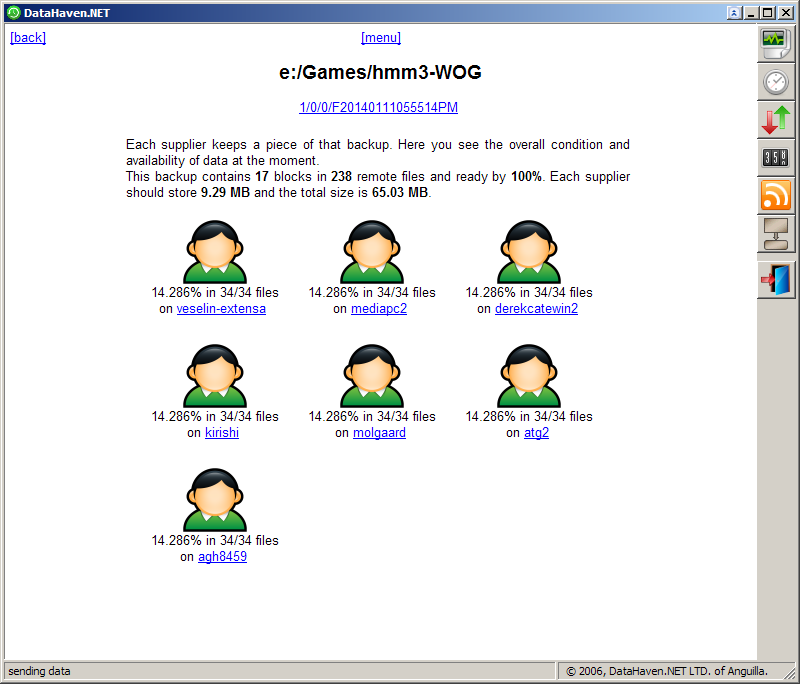 DataHaven.NET
[back] [menu]
e:/Games/hmm3-WOG
1/0/0/F20140111055514PM
Each supplier keeps a piece of that backup. Here you see the overall condition and
availability of data at the moment.
This backup contains 17 blocks in 238 remote files and ready by 100%. Each supplier
should store 9.29 MB and the total size is 65.03 MB.
14.286% in 34/34 files 14.286% in 34/34 files 14.286% in 34/34 files
on veselin-extensa on mediapc2 on derekcatewin2
14.286% in 34/34 files 14.286% in 34/34 files 14.286% in 34/34 files
on kirishi on molgaard on atg2
14.286% in 34/34 files
on agh8459
sending data © 2006, DataHaven.NET LTD. of Anguilla.